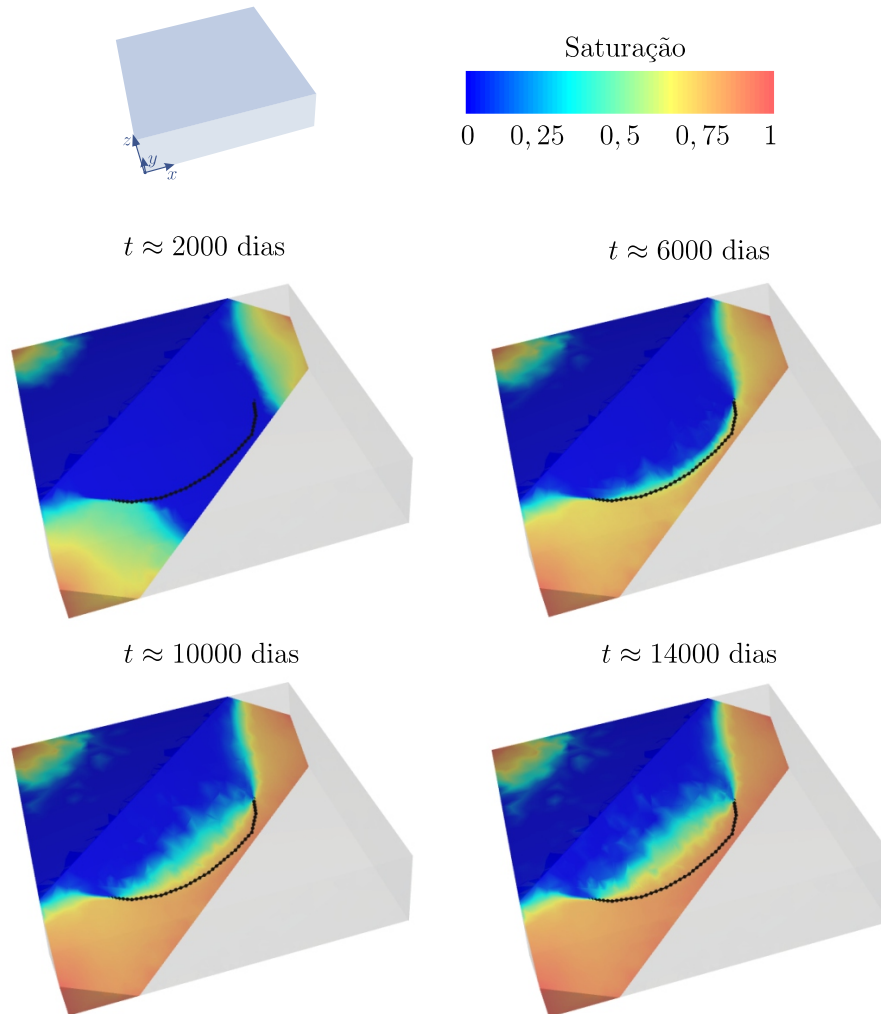 Saturação
0 0,25 0,5 0,75 1
z
y
x
t ≈ 2000 dias
t ≈ 6000 dias
t ≈ 10000 dias
t ≈ 14000 dias